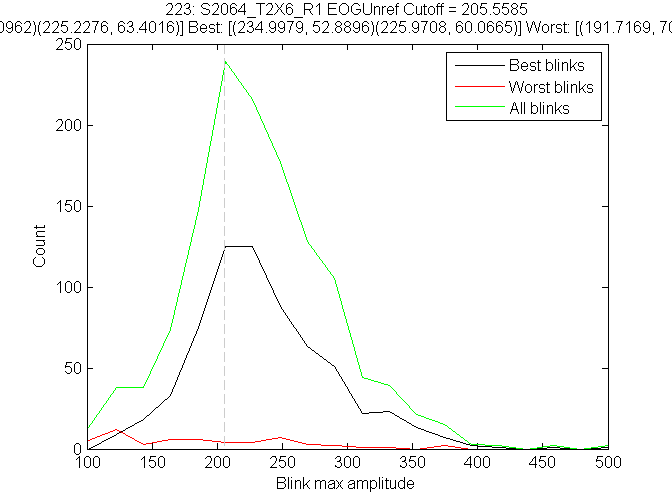 223: S2064_T2X6_R1 EOGUnref Cutoff = 205.5585
0962)(225.2276, 63.4016)] Best: [(234.9979, 52.8896)(225.9708, 60.0665)] Worst: [(191.7169, 70
250
200
150
100
50
0
Count
Best blinks
Worst blinks
All blinks
100 150 200 250 300 350 400 450 500
Blink max amplitude